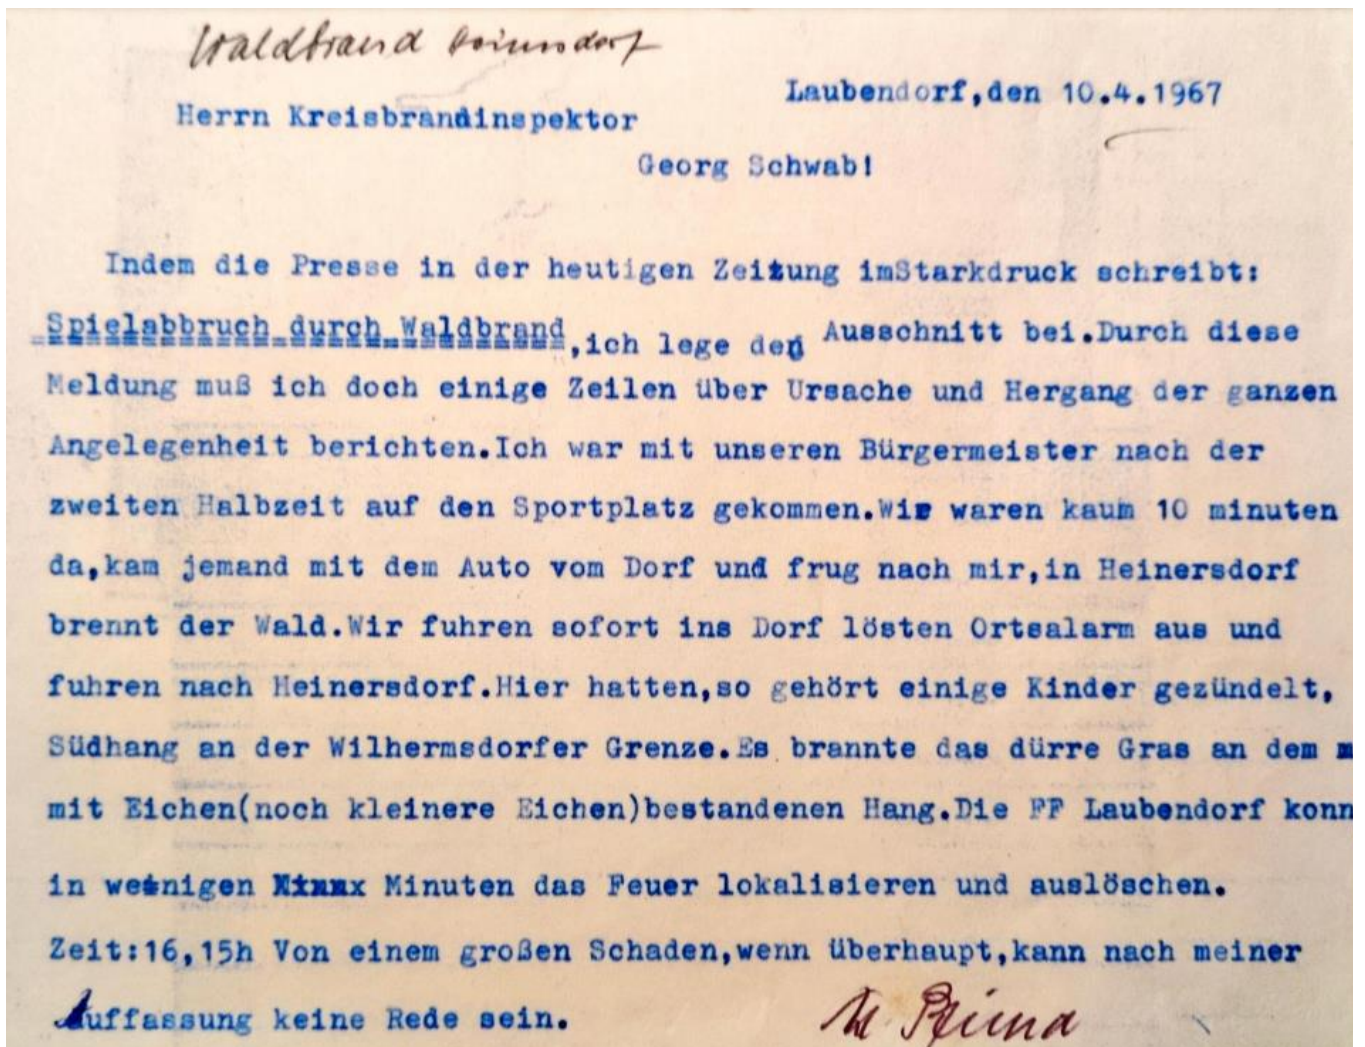 Waldbrand
Laubendorf,den 10.4.1967
Herrn Kreisbrandinspektor
Georg Schwab!
Indem die Presse in der heutigen Zeitung imStarkdruck schreibt:
Spielabbruch durch Waldbrand,ich lege den Ausschnitt bei.Durch diese
Meldung muß ich doch einige Zeilen über Ursache und Hergang der ganzen
Angelegenheit berichten.Ich war mit unseren Bürgermeister nach der
zweiten Halbzeit auf den Sportplatz gekommen.Wir waren kaum 10 minuten
da,kam jemand mit dem Auto vom Dorf und frug nach mir,in Heinersdorf
brennt der Wald.Wir fuhren sofort ins Dorf lösten Ortsalarm aus und
fuhren nach Heinersdorf.Hier hatten,so gehört einige Kinder gezündelt,
Südhang an der Wilhermsdorfer Grenze.Es brannte das dürre Gras an dem m
mit Eichen(noch kleinere Eichen)bestandenen Hang.Die FF Laubendorf konn
in wenigen Minuten das Feuer lokalisieren und auslöschen.
Zeit:16,15h Von einem großen Schaden,wenn überhaupt,kann nach meiner
Auffassung keine Rede sein.